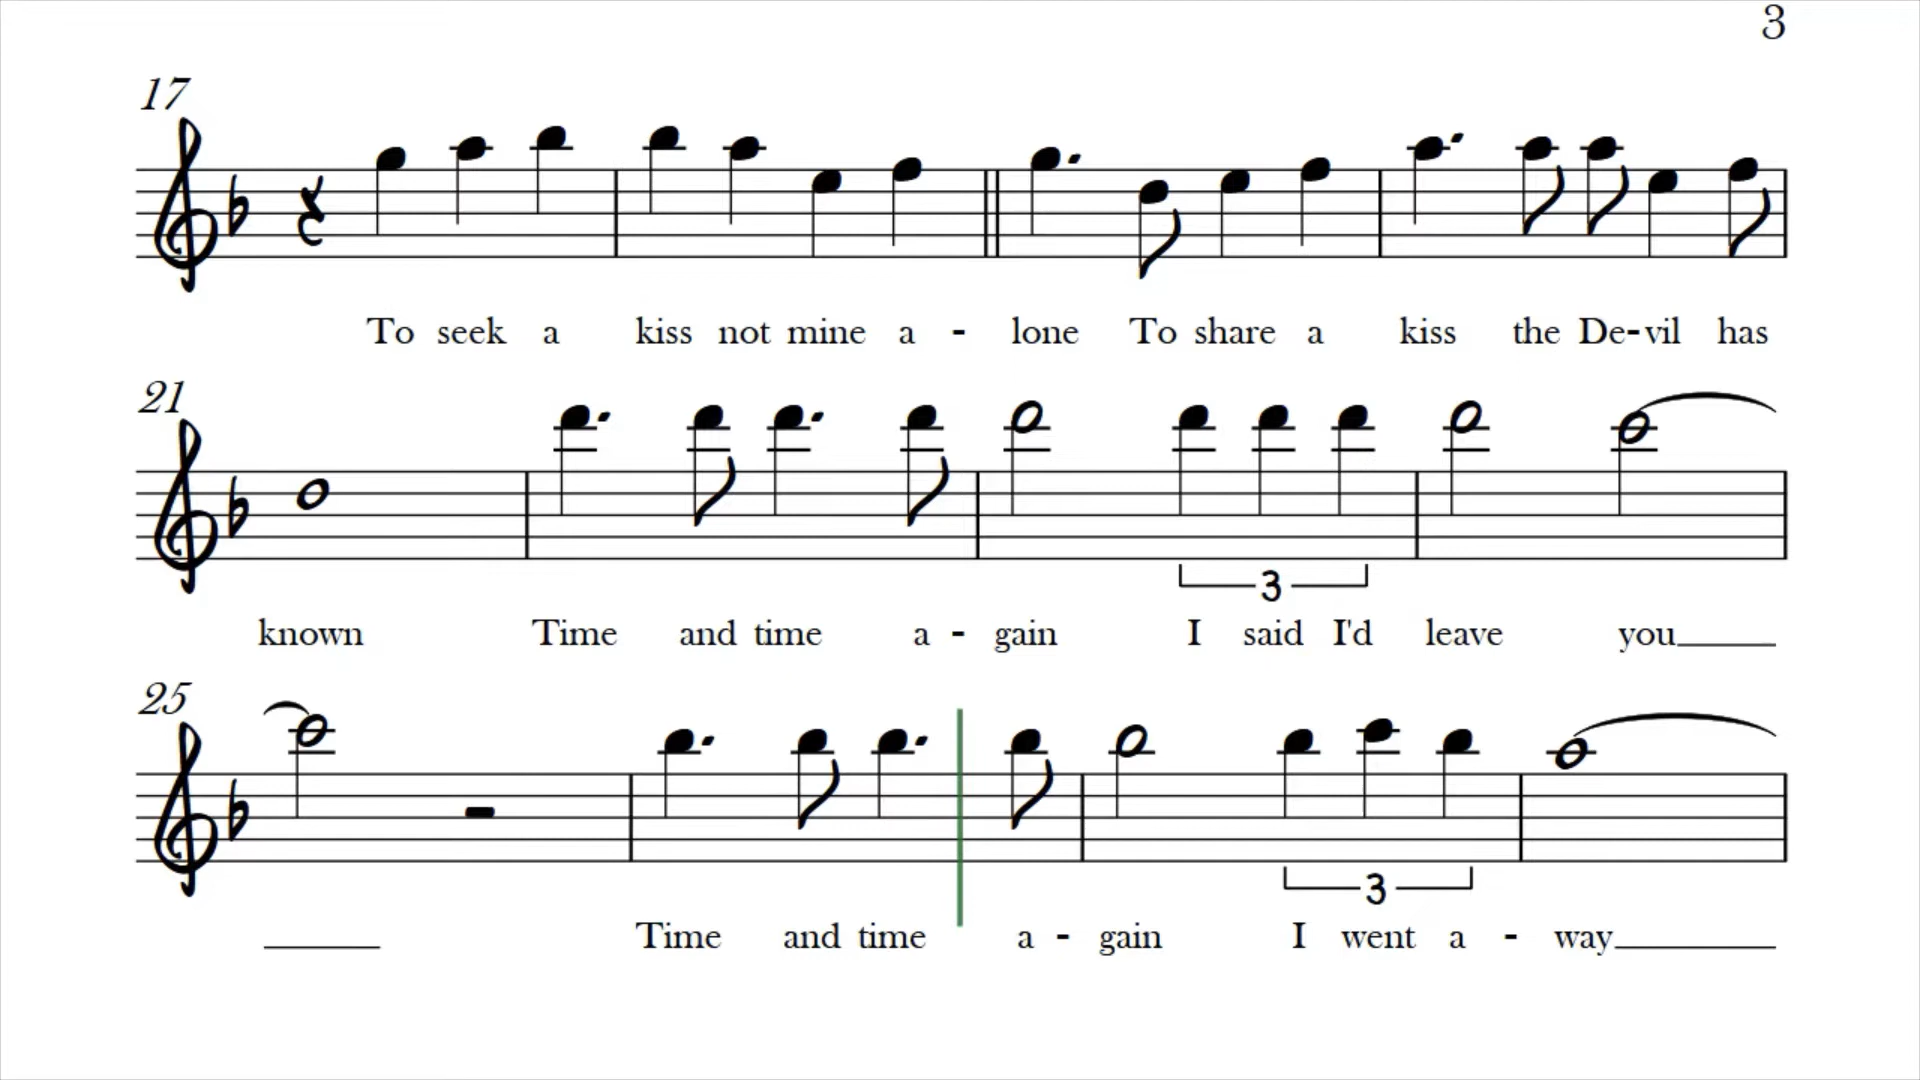 3
17
To seek a kiss not mine a - lone To share a kiss the De-vil has
21
3
known Time and time a - gain I said I'd leave you
25
3
Time and time a - gain I went a - way